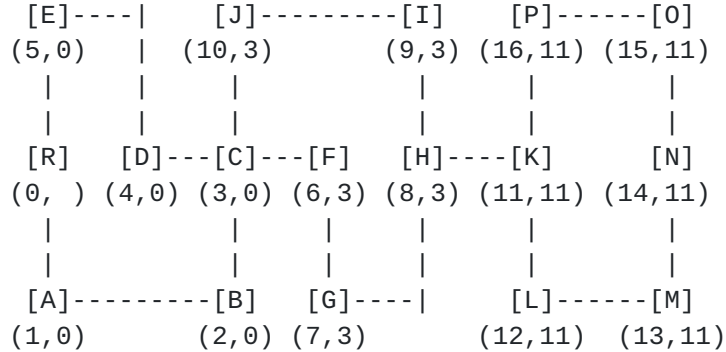 [E]----|     [J]---------[I]     [P]------[O]
(5,0)   |  (10,3)       (9,3) (16,11) (15,11)
  |     |     |           |      |        |
  |     |     |           |      |        |
 [R]   [D]---[C]---[F]   [H]----[K]      [N]
(0, ) (4,0) (3,0) (6,3) (8,3) (11,11) (14,11)
  |           |     |     |      |        |
  |           |     |     |      |        |
 [A]---------[B]   [G]----|     [L]------[M]
(1,0)       (2,0) (7,3)       (12,11)  (13,11)